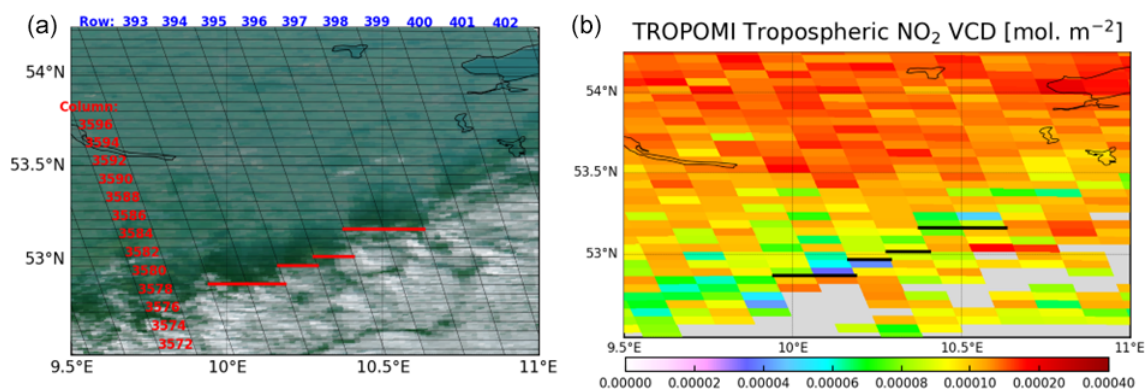 (a) Row: 393 394 395 396 397 398 399 400 401 402
54°N
Column:
3596
3594
3592
53.5°N
3590
3588
3586
3584
3582
53°N
3580
3578
3576
3574
3572
9.5°E 10°E 10.5°E 11°E
(b) TROPOMI Tropospheric NO₂ VCD [mol. m⁻²]
54°N
53.5°N
53°N
9.5°E 10°E 10.5°E 11°E
0.00000 0.00002 0.00004 0.00006 0.00008 0.00010 0.00020 0.00040